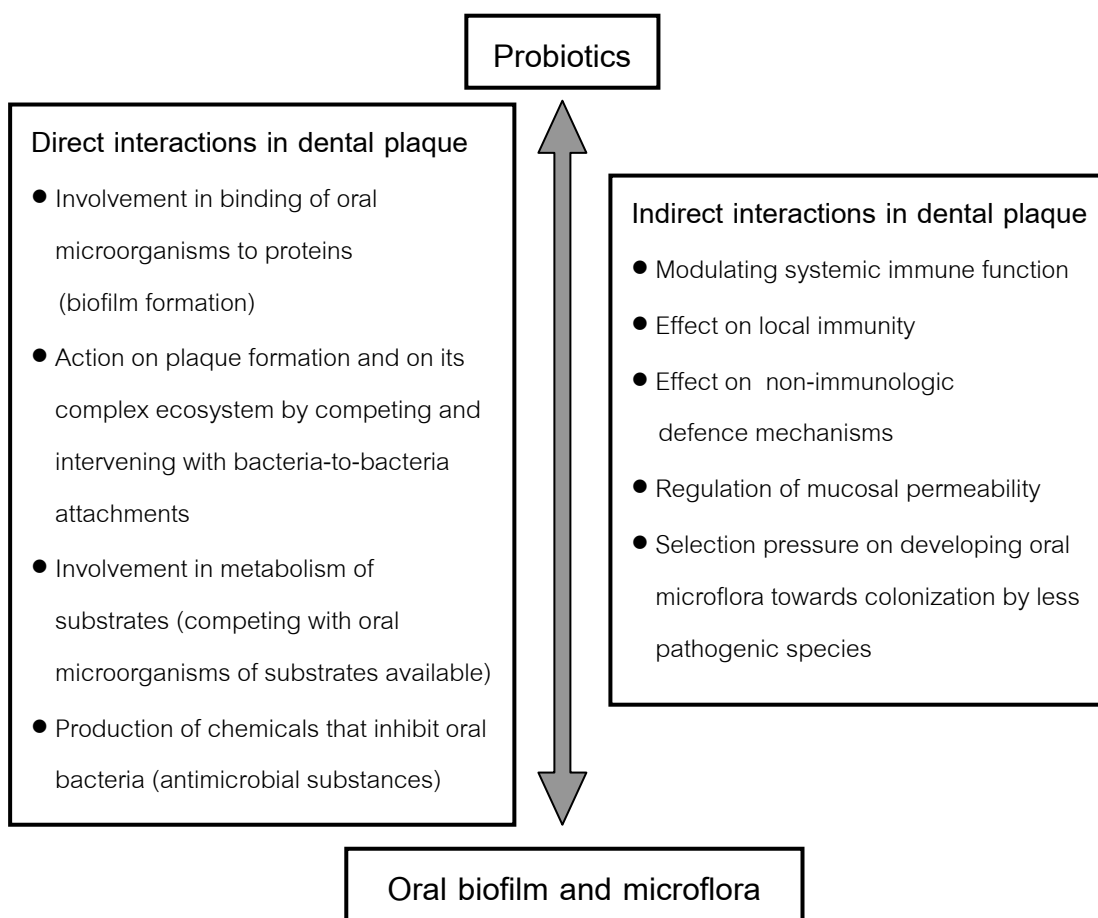 Probiotics
Direct interactions in dental plaque
● Involvement in binding of oral
microorganisms to proteins
(biofilm formation)
● Action on plaque formation and on its
complex ecosystem by competing and
intervening with bacteria-to-bacteria
attachments
● Involvement in metabolism of
substrates (competing with oral
microorganisms of substrates available)
● Production of chemicals that inhibit oral
bacteria (antimicrobial substances)
Indirect interactions in dental plaque
● Modulating systemic immune function
● Effect on local immunity
● Effect on non-immunologic
defence mechanisms
● Regulation of mucosal permeability
● Selection pressure on developing oral
microflora towards colonization by less
pathogenic species
Oral biofilm and microflora